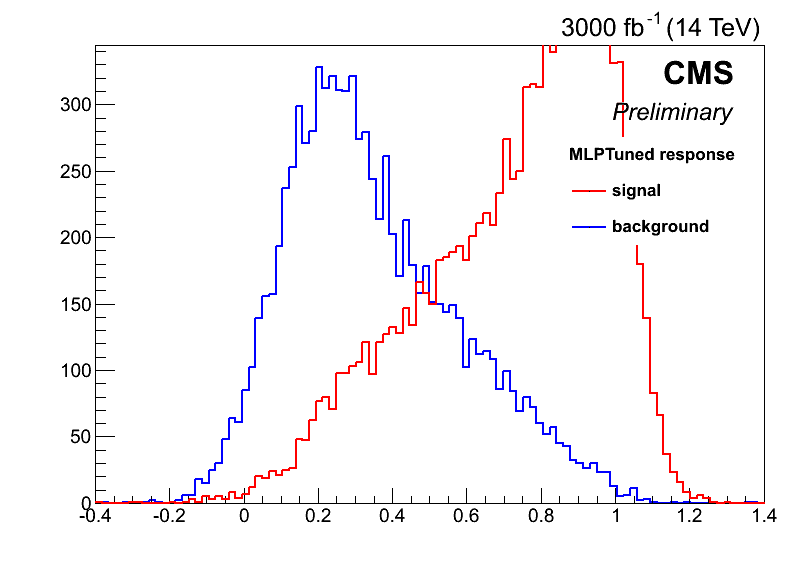 3000 fb-1 (14 TeV)
CMS
Preliminary
MLPTuned response
signal
background
300
250
200
150
100
50
0
-0.4 -0.2 0 0.2 0.4 0.6 0.8 1 1.2 1.4